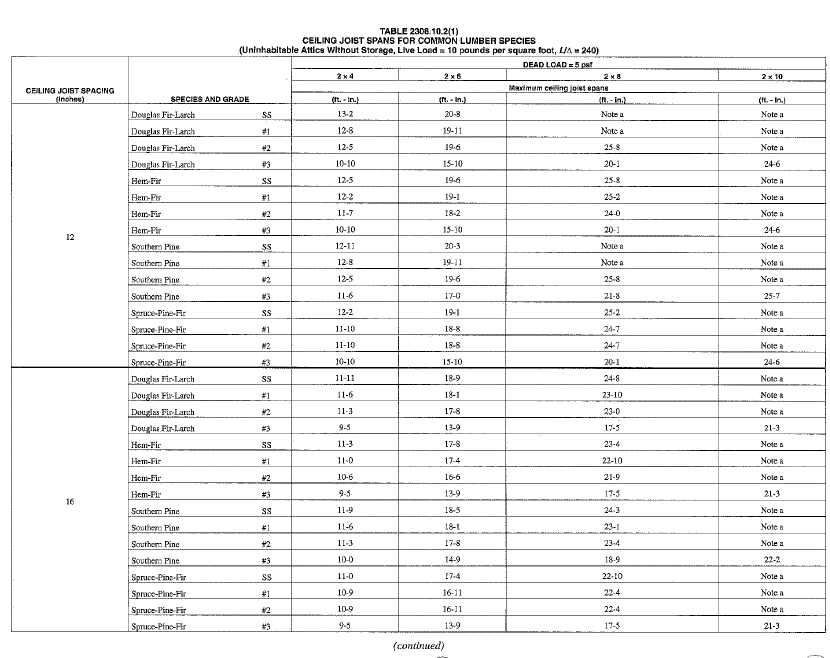 TABLE 2308.10.2(1)
CEILING JOIST SPANS FOR COMMON LUMBER SPECIES
(Uninhabitable Attics Without Storage, Live Load = 10 pounds per square foot, L/Δ = 240)
CEILING JOIST SPACING (inches) SPECIES AND GRADE DEAD LOAD = 5 psf
2 x 4 2 x 6 2 x 8 2 x 10
Maximum ceiling joist spans
(ft. - in.) (ft. - in.) (ft. - in.) (ft. - in.)
12
Douglas Fir-Larch SS 13-2 20-8 Note a Note a
Douglas Fir-Larch #1 12-8 19-11 Note a Note a
Douglas Fir-Larch #2 12-5 19-6 25-8 Note a
Douglas Fir-Larch #3 10-10 15-10 20-1 24-6
Hem-Fir SS 12-5 19-6 25-8 Note a
Hem-Fir #1 12-2 19-1 25-2 Note a
Hem-Fir #2 11-7 18-2 24-0 Note a
Hem-Fir #3 10-10 15-10 20-1 24-6
Southern Pine SS 12-11 20-3 Note a Note a
Southern Pine #1 12-8 19-11 Note a Note a
Southern Pine #2 12-5 19-6 25-8 Note a
Southern Pine #3 11-6 17-0 21-8 25-7
Spruce-Pine-Fir SS 12-2 19-1 25-2 Note a
Spruce-Pine-Fir #1 11-10 18-8 24-7 Note a
Spruce-Pine-Fir #2 11-10 18-8 24-7 Note a
Spruce-Pine-Fir #3 10-10 15-10 20-1 24-6
16
Douglas Fir-Larch SS 11-11 18-9 24-8 Note a
Douglas Fir-Larch #1 11-6 18-1 23-10 Note a
Douglas Fir-Larch #2 11-3 17-8 23-0 Note a
Douglas Fir-Larch #3 9-5 13-9 17-5 21-3
Hem-Fir SS 11-3 17-8 23-4 Note a
Hem-Fir #1 11-0 17-4 22-10 Note a
Hem-Fir #2 10-6 16-6 21-9 Note a
Hem-Fir #3 9-5 13-9 17-5 21-3
Southern Pine SS 11-9 18-5 24-3 Note a
Southern Pine #1 11-6 18-1 23-1 Note a
Southern Pine #2 11-3 17-8 23-4 Note a
Southern Pine #3 10-0 14-9 18-9 22-2
Spruce-Pine-Fir SS 11-0 17-4 22-10 Note a
Spruce-Pine-Fir #1 10-9 16-11 22-4 Note a
Spruce-Pine-Fir #2 10-9 16-11 22-4 Note a
Spruce-Pine-Fir #3 9-5 13-9 17-5 21-3
(continued)